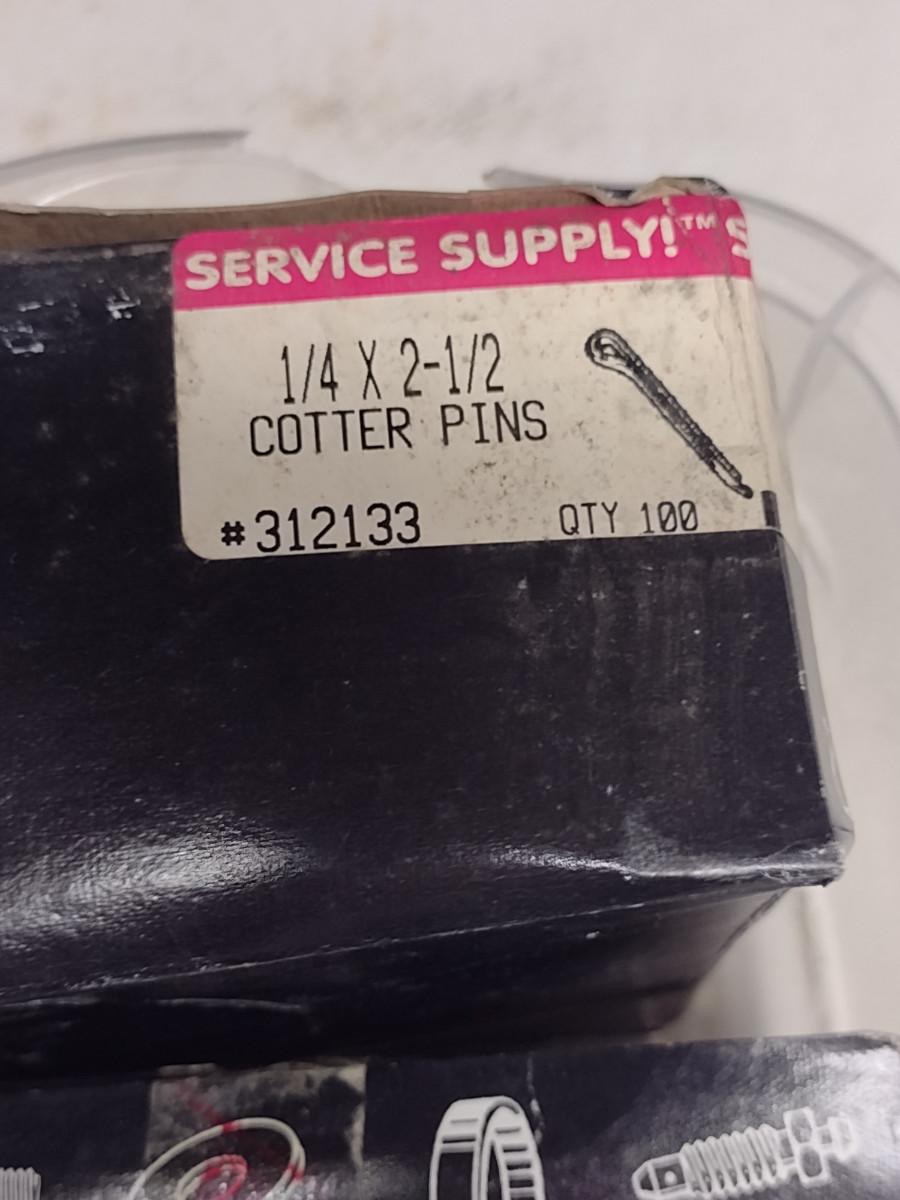 SERVICE SUPPLY!™ S
1/4 X 2-1/2
COTTER PINS
#312133 QTY 100